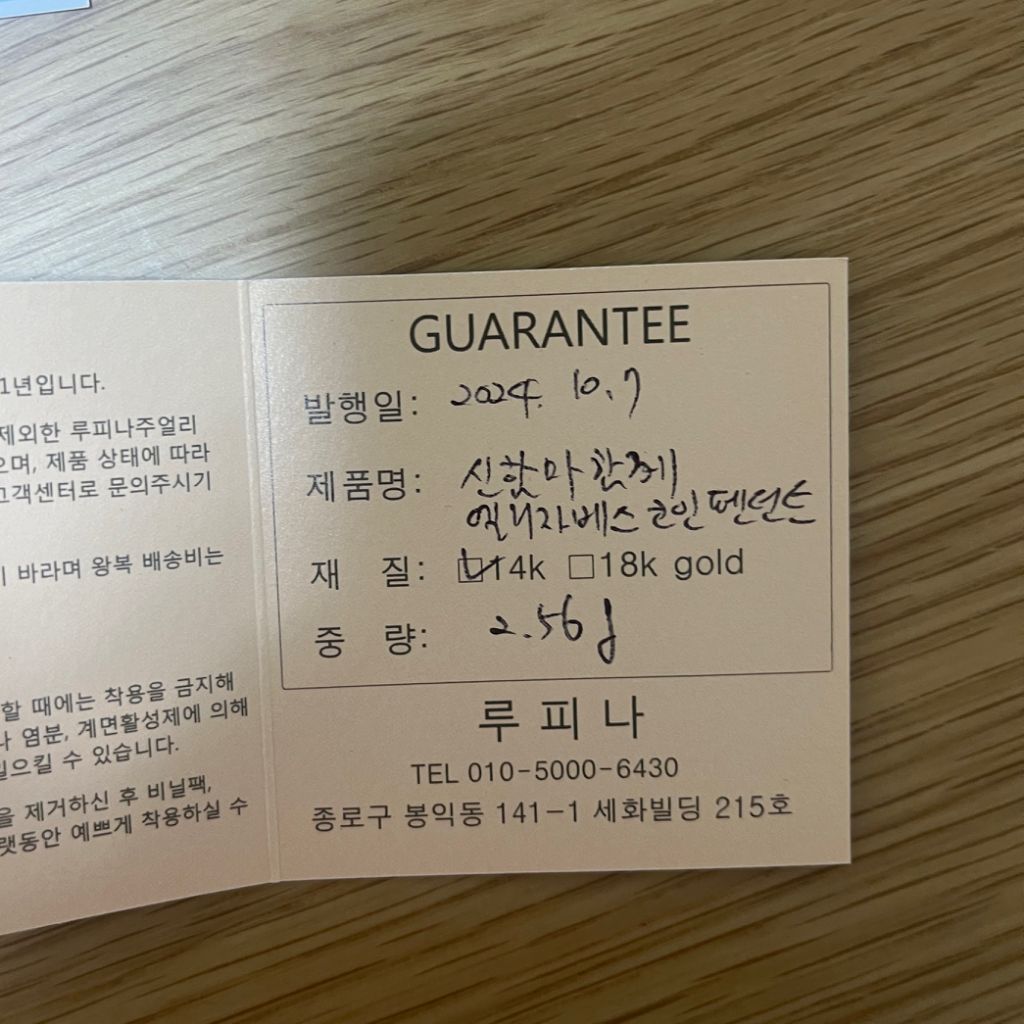 1년입니다.
제외한 루피나주얼리
으며, 제품 상태에 따라
고객센터로 문의주시기
바라며 왕복 배송비는
할 때에는 착용을 금지해
나 염분, 계면활성제에 의해
일으킬 수 있습니다.
을 제거하신 후 비닐팩,
랫동안 예쁘게 착용하실 수
GUARANTEE
발행일: 2024. 10. 7
제품명:
엘리자베스 코인 펜던트
재 질: 14k 18k gold
중 량: 2.56g
루피나
TEL 010-5000-6430
종로구 봉익동 141-1 세화빌딩 215호